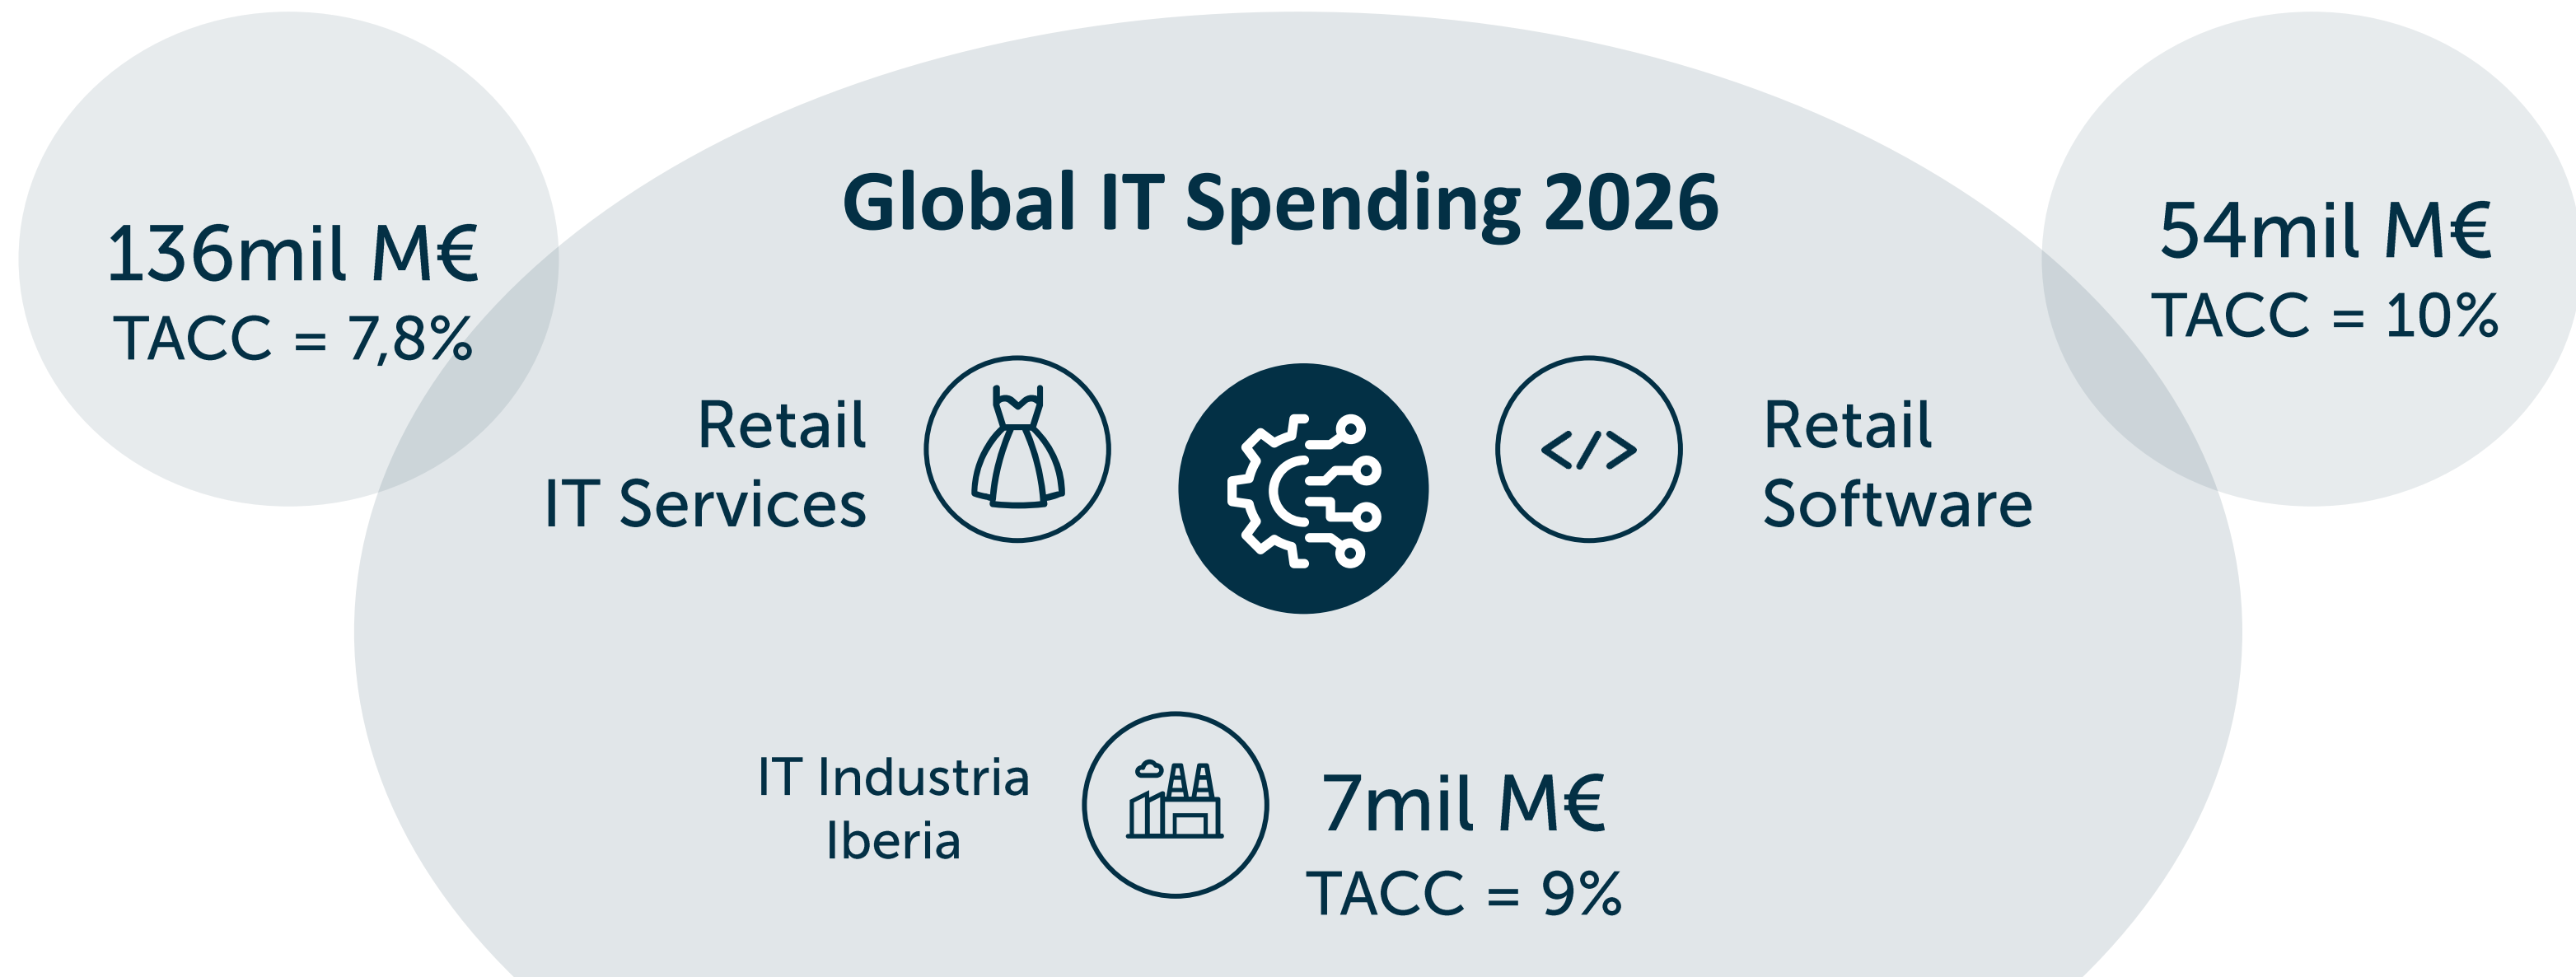 Global IT Spending 2026
136mil M€
TACC = 7,8%
Retail
IT Services
</>
Retail
Software
54mil M€
TACC = 10%
IT Industria
Iberia
7mil M€
TACC = 9%